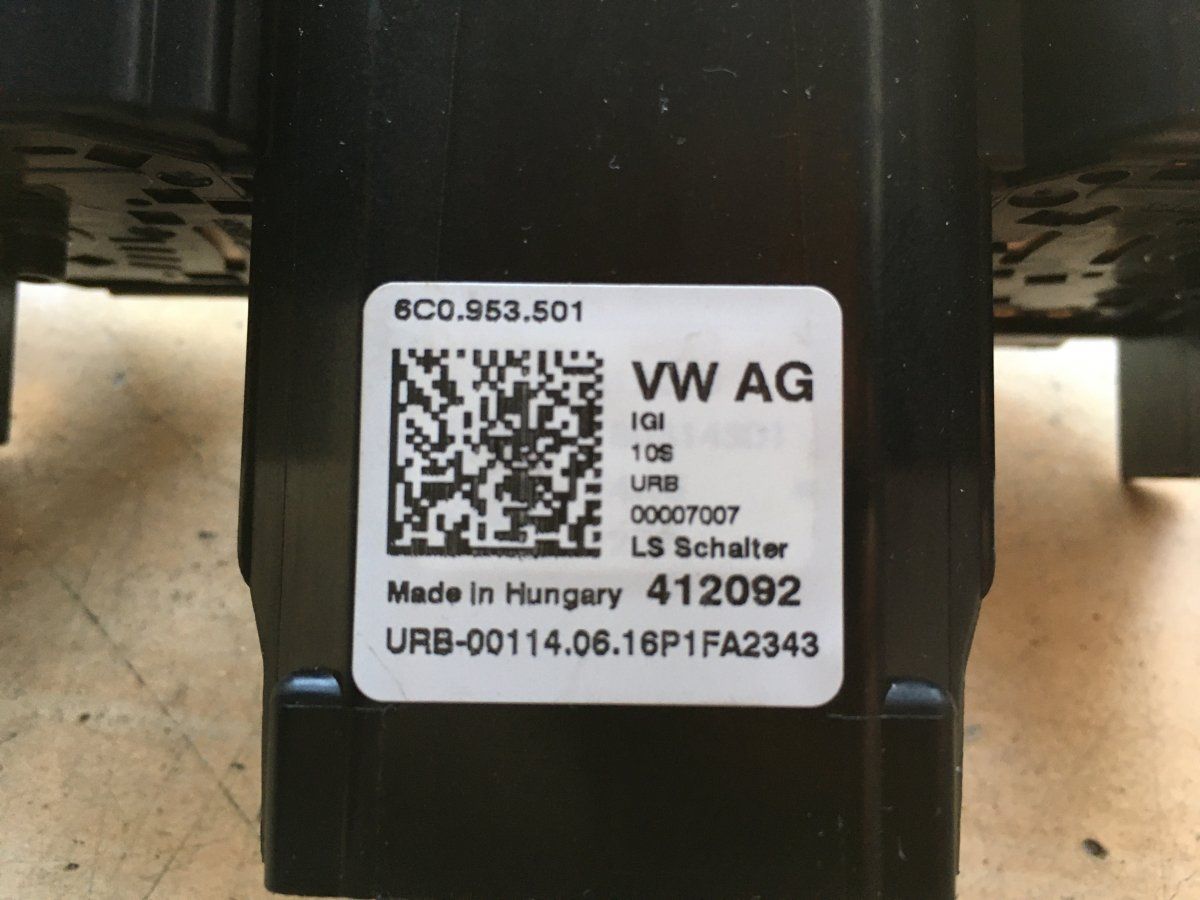 6C0.953.501
VW AG
IGI
10S
URB
00007007
LS Schalter
Made in Hungary 412092
URB-00114.06.16P1FA2343